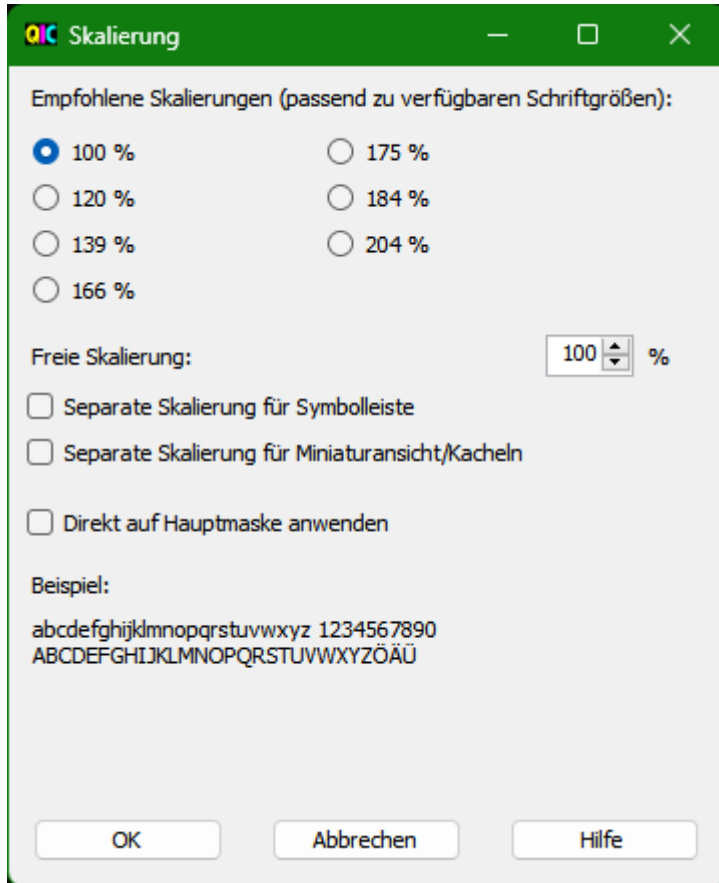 QIC Skalierung
Empfohlene Skalierungen (passend zu verfügbaren Schriftgrößen):
100 % 175 %
120 % 184 %
139 % 204 %
166 %
Freie Skalierung: 100 %
Separate Skalierung für Symbolleiste
Separate Skalierung für Miniaturansicht/Kacheln
Direkt auf Hauptmaske anwenden
Beispiel:
abcdefghijklmnopqrstuvwxyz 1234567890
ABCDEFGHIJKLMNOPQRSTUVWXYZÖÄÜ
OK Abbrechen Hilfe